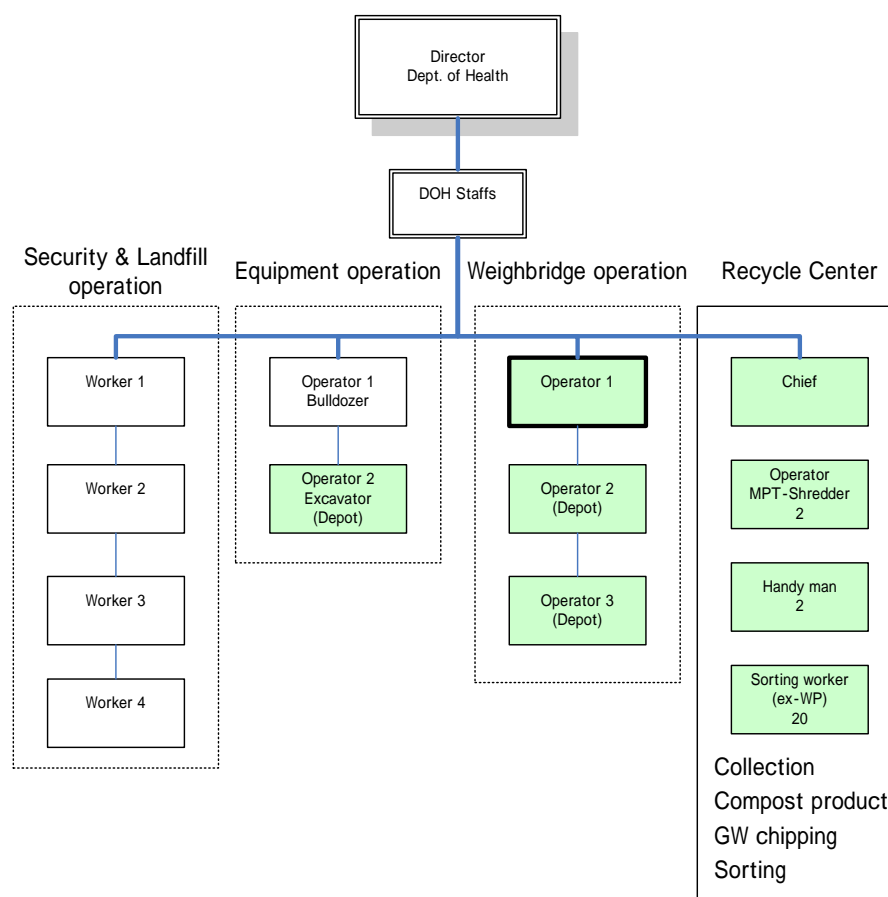 Director
Dept. of Health
DOH Staffs
Security & Landfill
operation
Equipment operation
Weighbridge operation
Recycle Center
Worker 1
Worker 2
Worker 3
Worker 4
Operator 1
Bulldozer
Operator 2
Excavator
(Depot)
Operator 1
Operator 2
(Depot)
Operator 3
(Depot)
Chief
Operator
MPT-Shredder
2
Handy man
2
Sorting worker
(ex-WP)
20
Collection
Compost product
GW chipping
Sorting